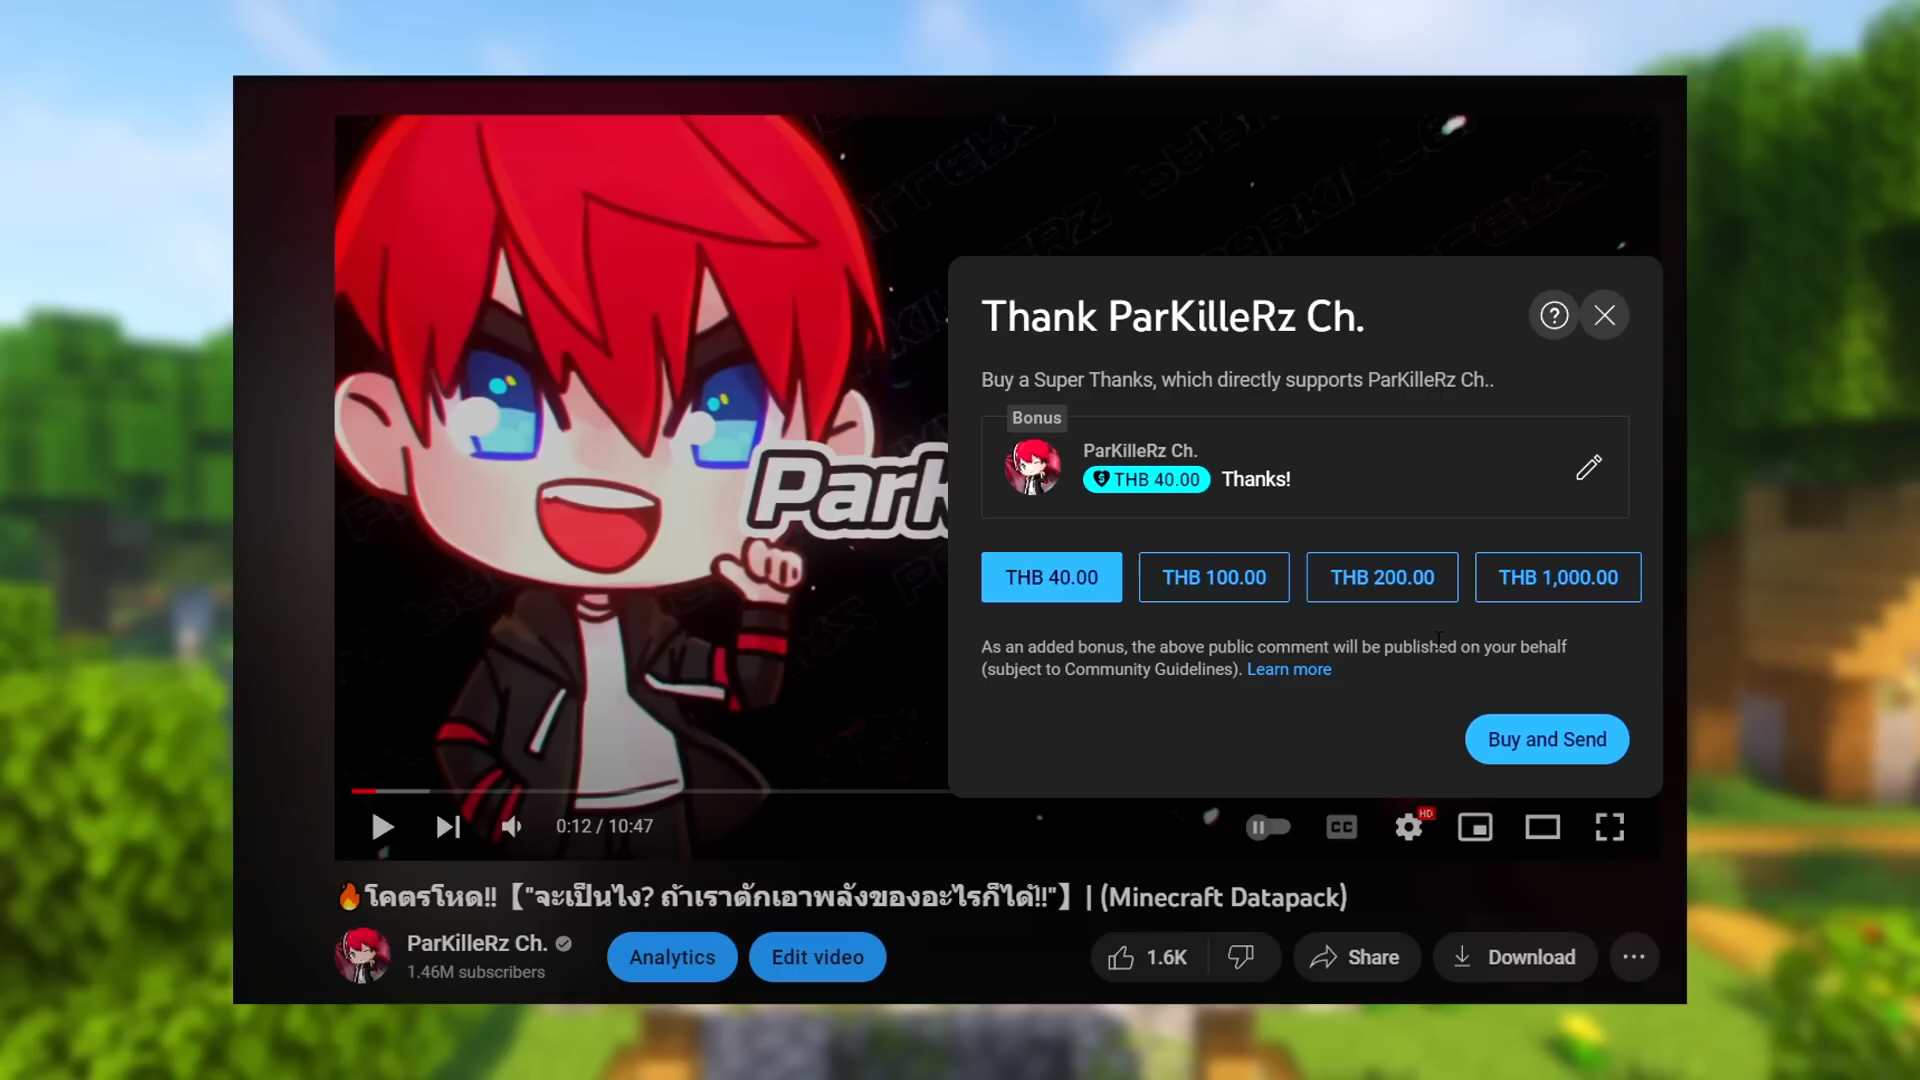 Thank ParKilleRz Ch.
Buy a Super Thanks, which directly supports ParKilleRz Ch..
Bonus
ParKilleRz Ch.
THB 40.00 Thanks!
THB 40.00 THB 100.00 THB 200.00 THB 1,000.00
As an added bonus, the above public comment will be published on your behalf
(subject to Community Guidelines). Learn more
Buy and Send
0:12 / 10:47
CC HD
🔥โคตรโหด!!【"จะเป็นไง? ถ้าเราดักเอาพลังของอะไรก็ได้!!"】 | (Minecraft Datapack)
ParKilleRz Ch.
1.46M subscribers
Analytics Edit video 1.6K Share Download